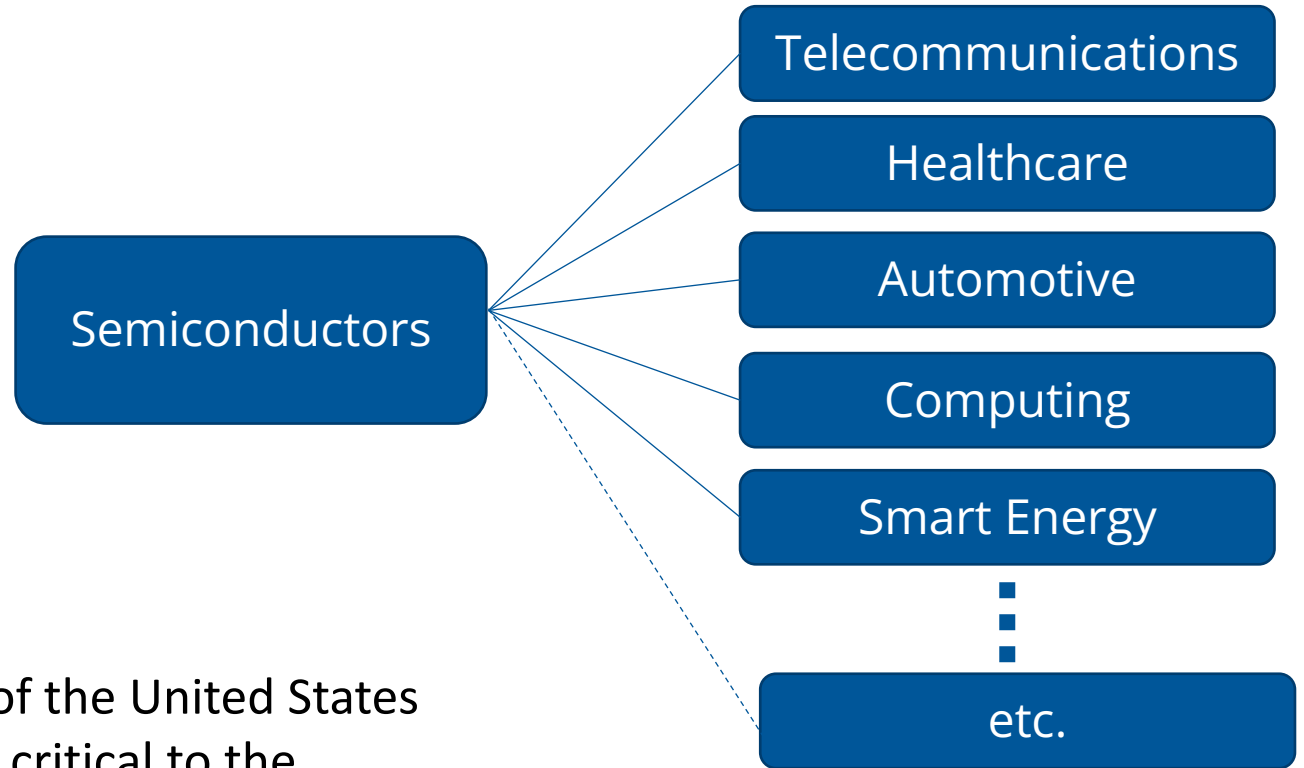 Telecommunications
Healthcare
Automotive
Semiconductors
Computing
Smart Energy
of the United States
critical to the
etc.